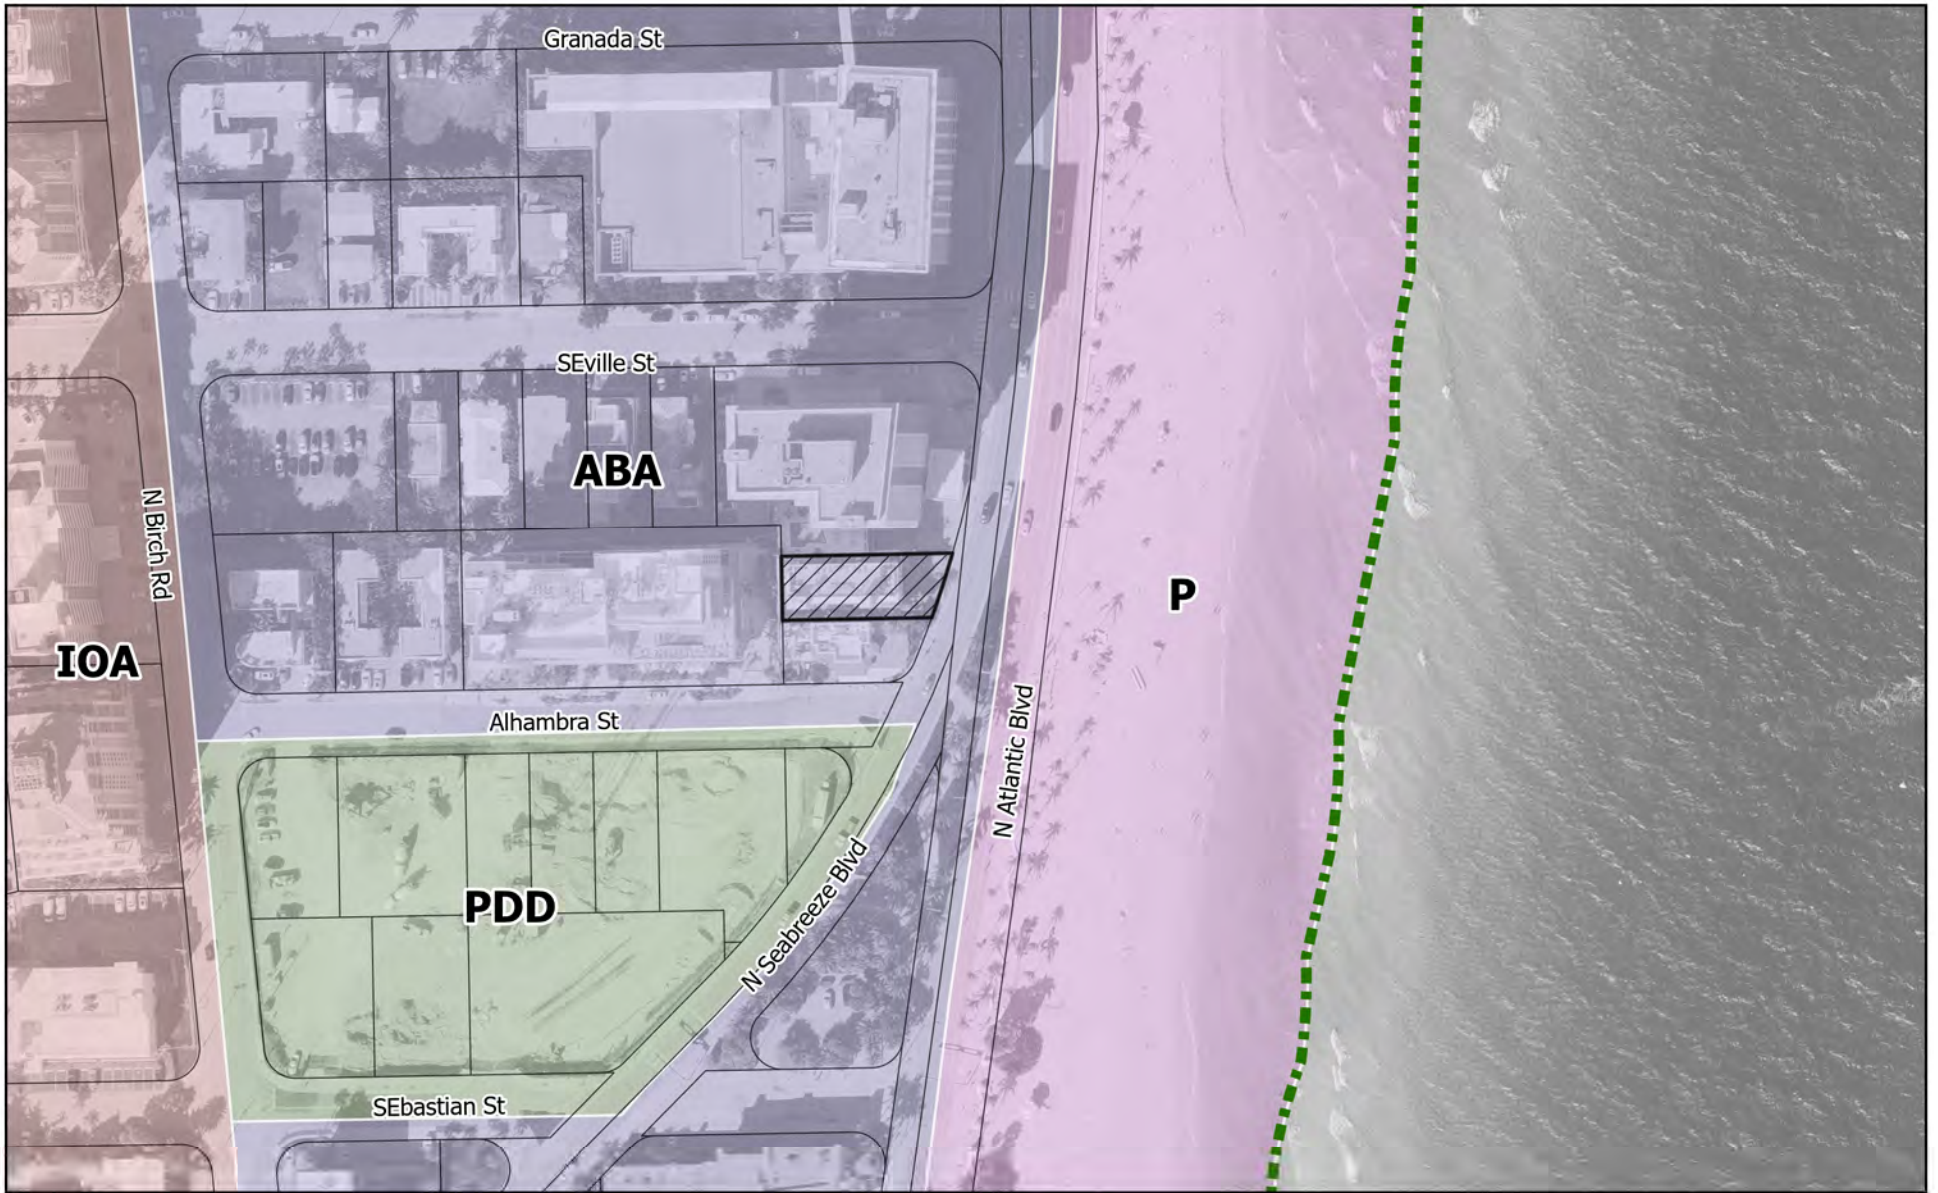 Granada St
SEville St
ABA
N Birch Rd
P
IOA
Alhambra St
N Atlantic Blvd
PDD
N Seabreeze Blvd
SEbastian St